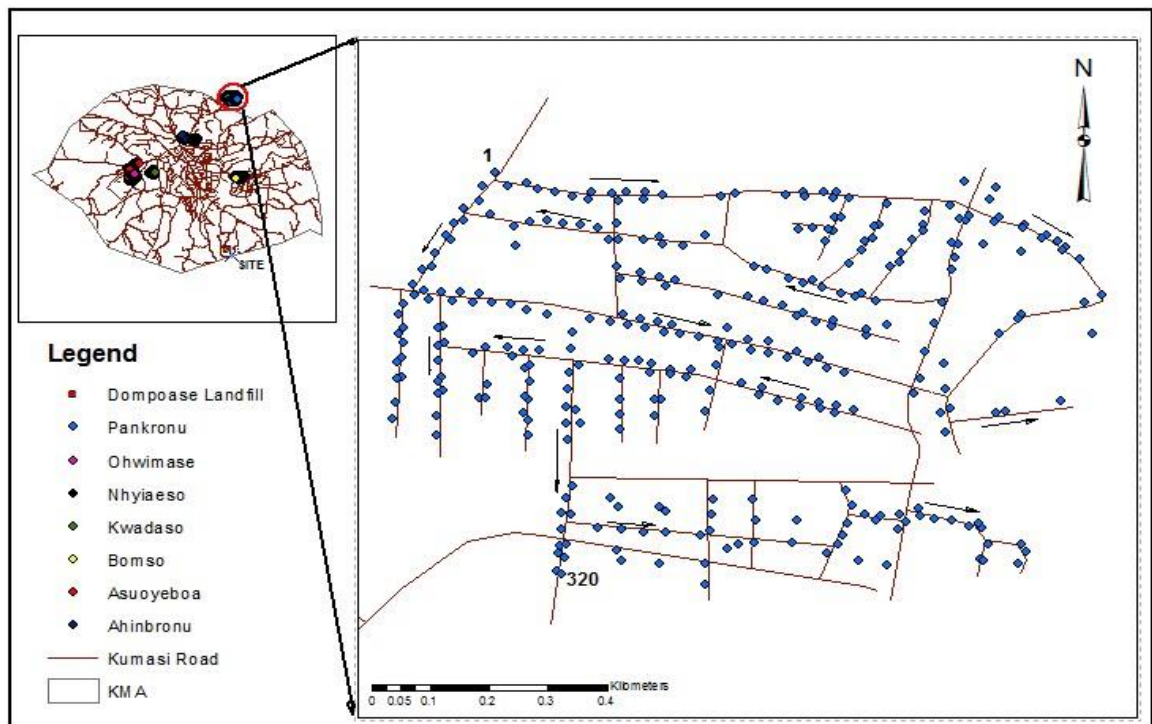 SITE
Legend
Dompoase Landfill
Pankronu
Ohwimase
Nhyiaeso
Kwadaso
Bomso
Asuoyeboa
Ahinbronu
Kumasi Road
KMA
N
1
320
Kilometers
0 0.05 0.1 0.2 0.3 0.4